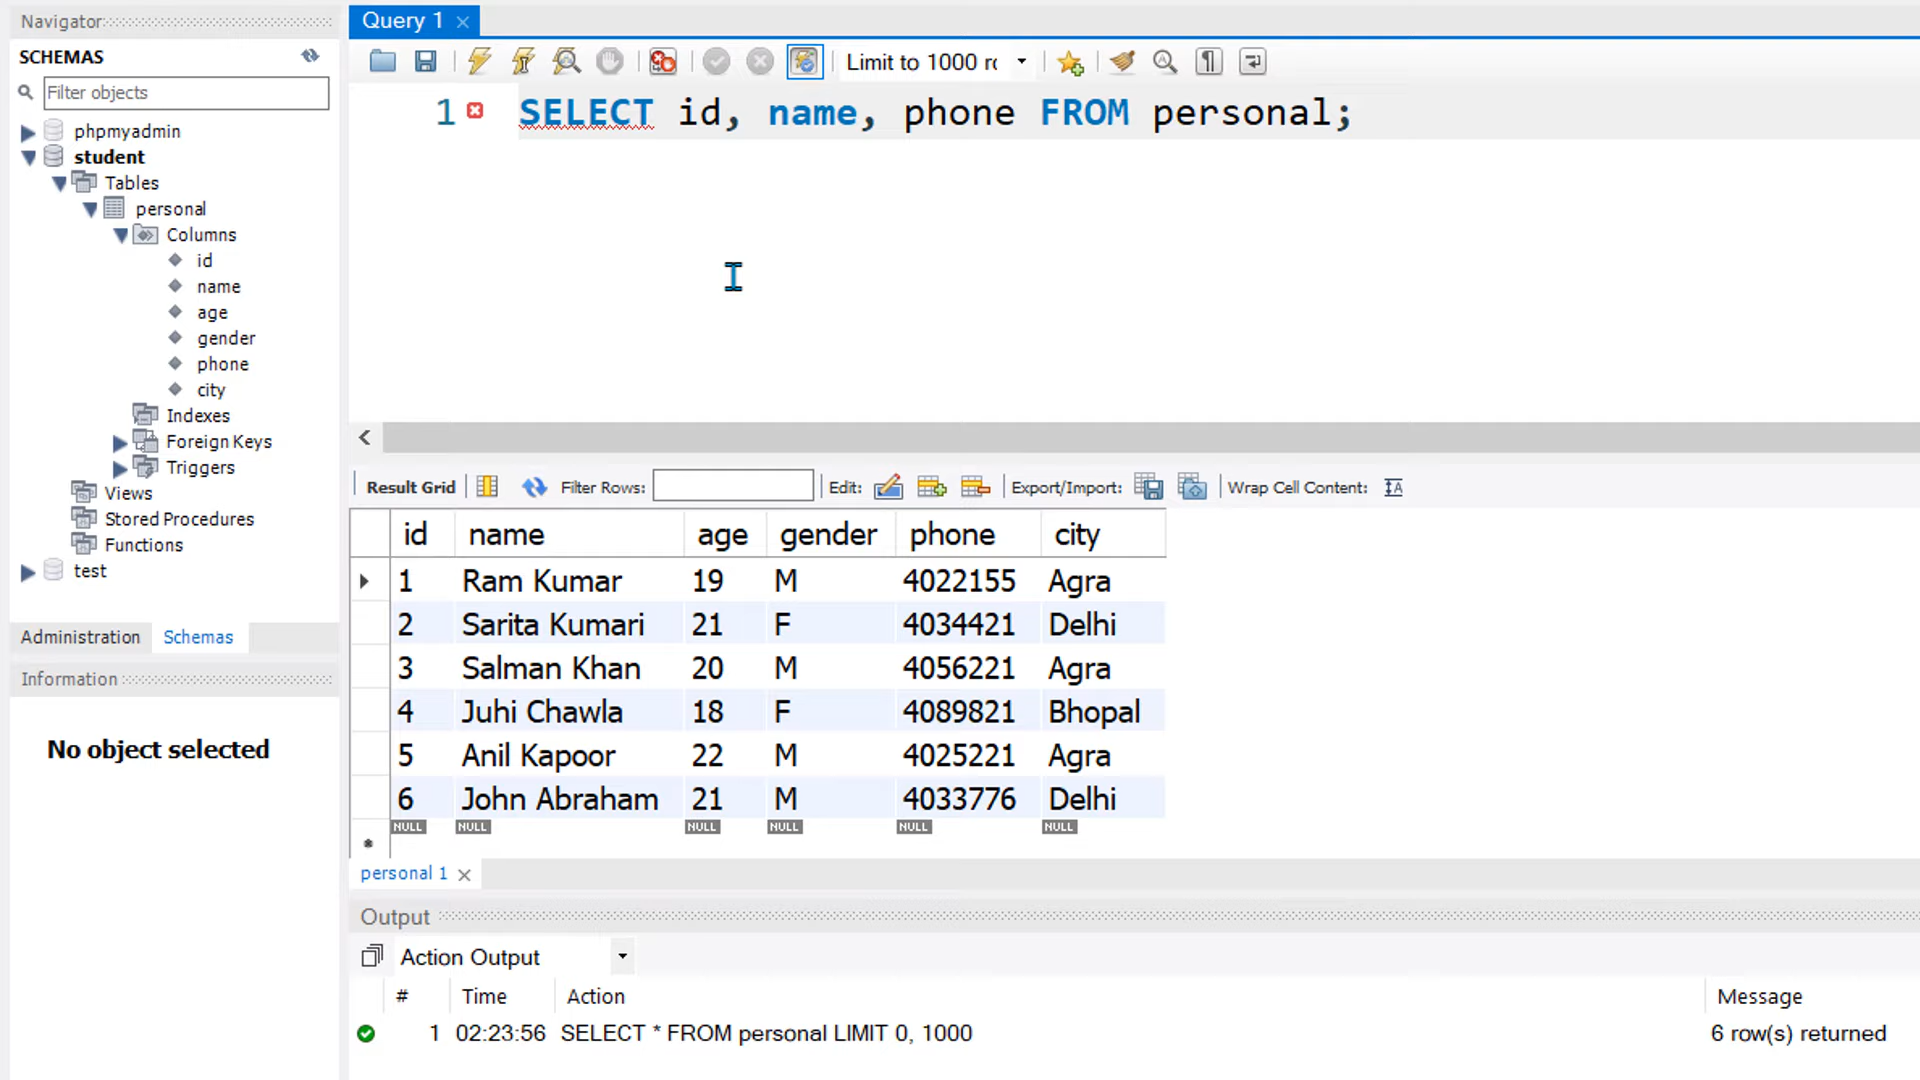 Navigator
SCHEMAS
Filter objects
phpmyadmin
student
Tables
personal
Columns
id
name
age
gender
phone
city
Indexes
Foreign Keys
Triggers
Views
Stored Procedures
Functions
test
Administration Schemas
Information
No object selected
Query 1
Limit to 1000 rc
1 SELECT id, name, phone FROM personal;
Result Grid Filter Rows: Edit: Export/Import: Wrap Cell Content:
id name age gender phone city
1 Ram Kumar 19 M 4022155 Agra
2 Sarita Kumari 21 F 4034421 Delhi
3 Salman Khan 20 M 4056221 Agra
4 Juhi Chawla 18 F 4089821 Bhopal
5 Anil Kapoor 22 M 4025221 Agra
6 John Abraham 21 M 4033776 Delhi
NULL NULL NULL NULL NULL NULL
personal 1
Output
Action Output
# Time Action Message
1 02:23:56 SELECT * FROM personal LIMIT 0, 1000 6 row(s) returned